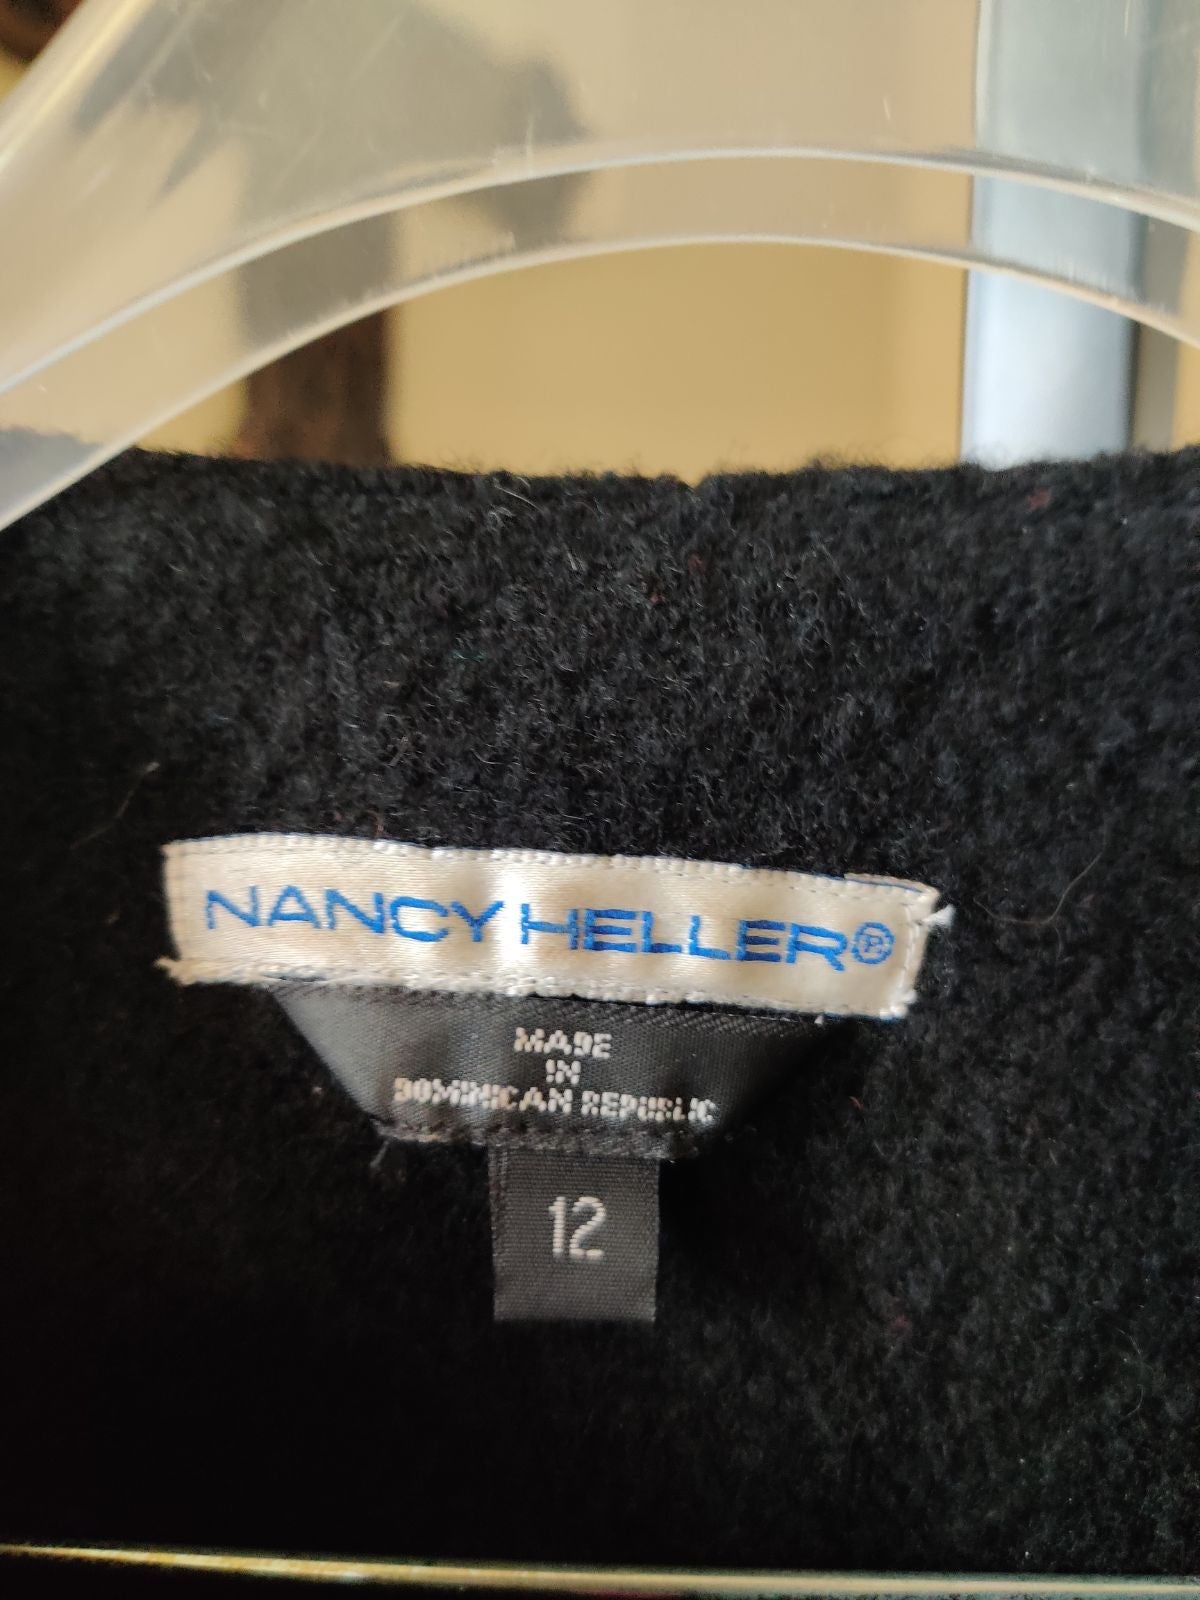 NANCY HELLER®
MADE
IN
DOMINICAN REPUBLIC
12